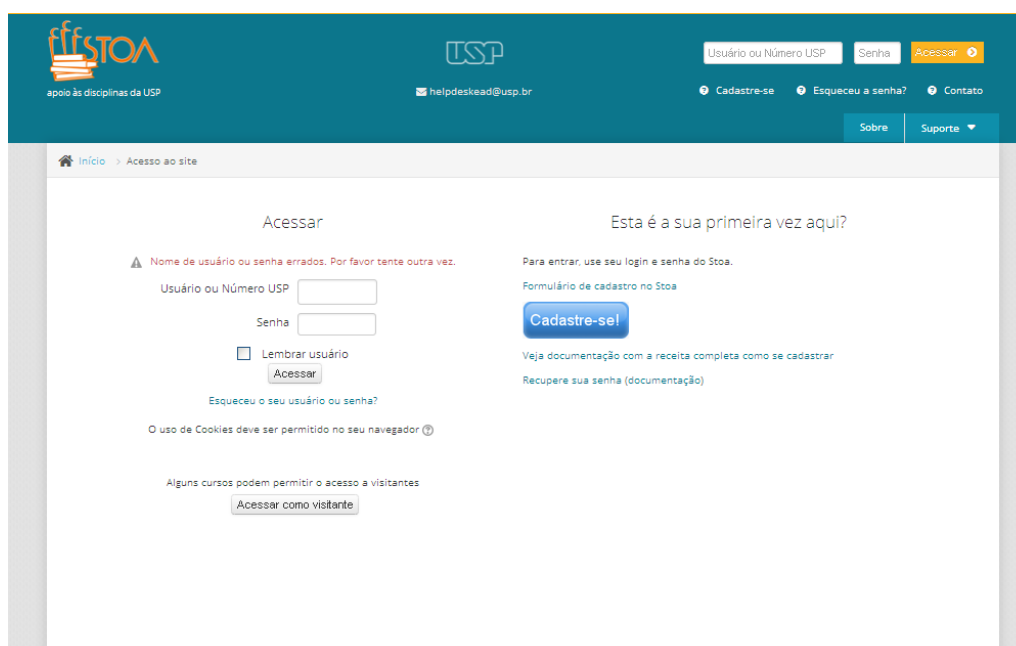 STOA
USP
Usuário ou Número USP
Senha
Acessar
apoio às disciplinas da USP
helpdeskead@usp.br
Cadastre-se
Esqueceu a senha?
Contato
Sobre
Suporte
Início > Acesso ao site
Acessar
Nome de usuário ou senha errados. Por favor tente outra vez.
Usuário ou Número USP
Senha
Lembrar usuário
Acessar
Esqueceu o seu usuário ou senha?
O uso de Cookies deve ser permitido no seu navegador
Alguns cursos podem permitir o acesso a visitantes
Acessar como visitante
Esta é a sua primeira vez aqui?
Para entrar, use seu login e senha do Stoa.
Formulário de cadastro no Stoa
Cadastre-se!
Veja documentação com a receita completa como se cadastrar
Recupere sua senha (documentação)